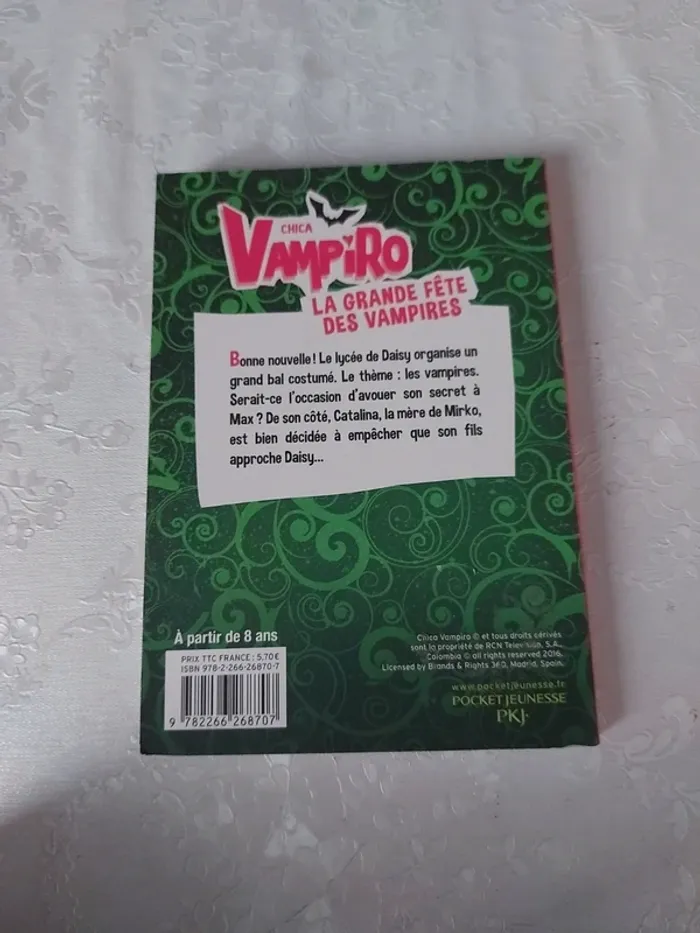 CHICA
VAMPIRO
LA GRANDE FÊTE
DES VAMPIRES
Bonne nouvelle ! Le lycée de Daisy organise un
grand bal costumé. Le thème : les vampires.
Serait-ce l'occasion d'avouer son secret à
Max ? De son côté, Catalina, la mère de Mirko,
est bien décidée à empêcher que son fils
approche Daisy...
À partir de 8 ans
PRIX TTC FRANCE : 5,70 €
ISBN 978-2-266-26870-7
9 782266 268707
Chica Vampiro © et tous droits dérivés
sont la propriété de RCN Television, S.A.,
Colombia © all rights reserved 2016.
Licensed by Brands & Rights 360, Madrid, Spain.
www.pocketjeunesse.fr
POCKET JEUNESSE
PKJ·